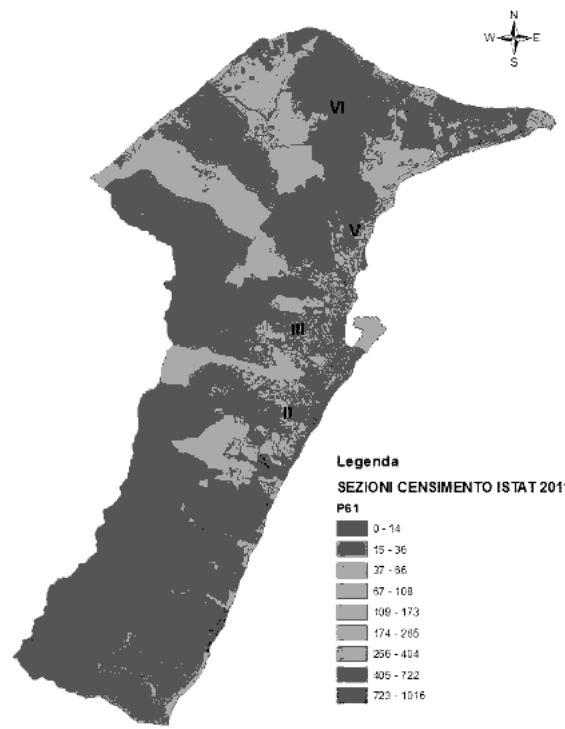 N
W E
S
VI
V
III
II
Legenda
SEZIONI CENSIMENTO ISTAT 2011
P61
0 - 14
15 - 36
37 - 66
67 - 108
109 - 173
174 - 265
266 - 404
405 - 722
723 - 1016